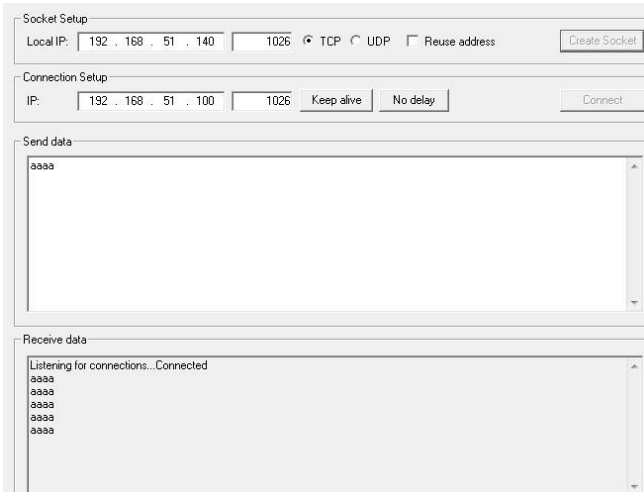 Socket Setup
Local IP: 192 . 168 . 51 . 140 1026 TCP UDP Reuse address Create Socket
Connection Setup
IP: 192 . 168 . 51 . 100 1026 Keep alive No delay Connect
Send data
aaaa
Receive data
Listening for connections...Connected
aaaa
aaaa
aaaa
aaaa
aaaa